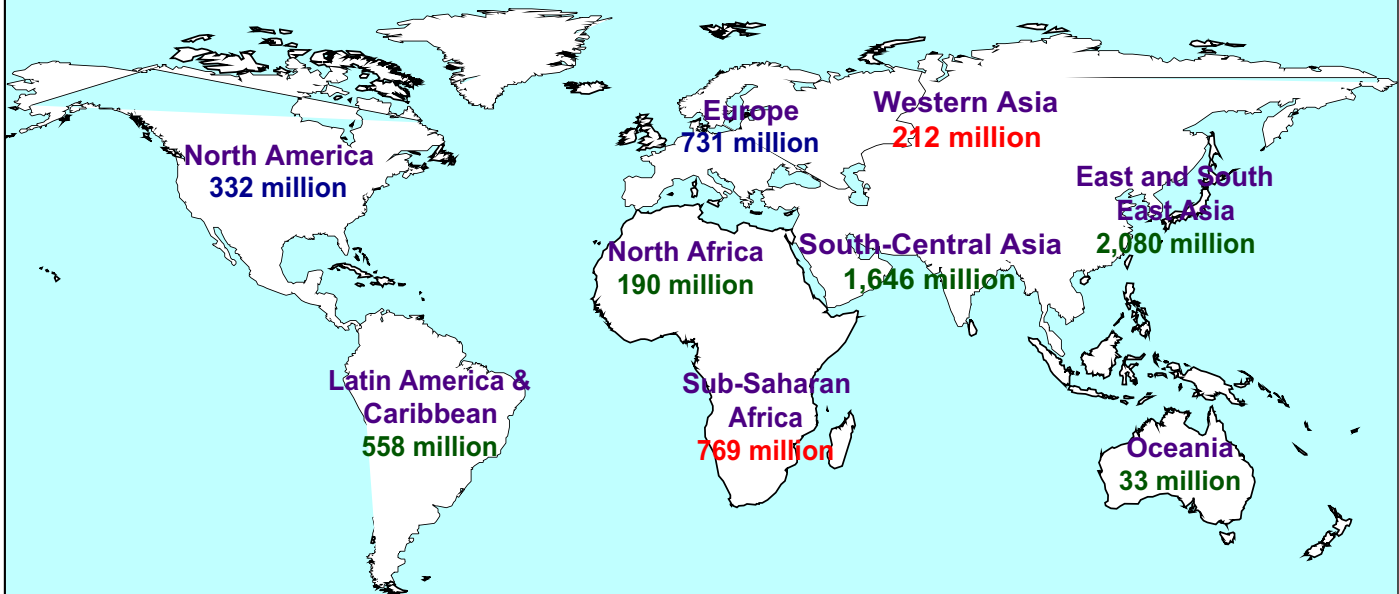 Europe
731 million
Western Asia
212 million
North America
332 million
East and South
East Asia
2,080 million
North Africa
190 million
South-Central Asia
1,646 million
Latin America &
Caribbean
558 million
Sub-Saharan
Africa
769 million
Oceania
33 million